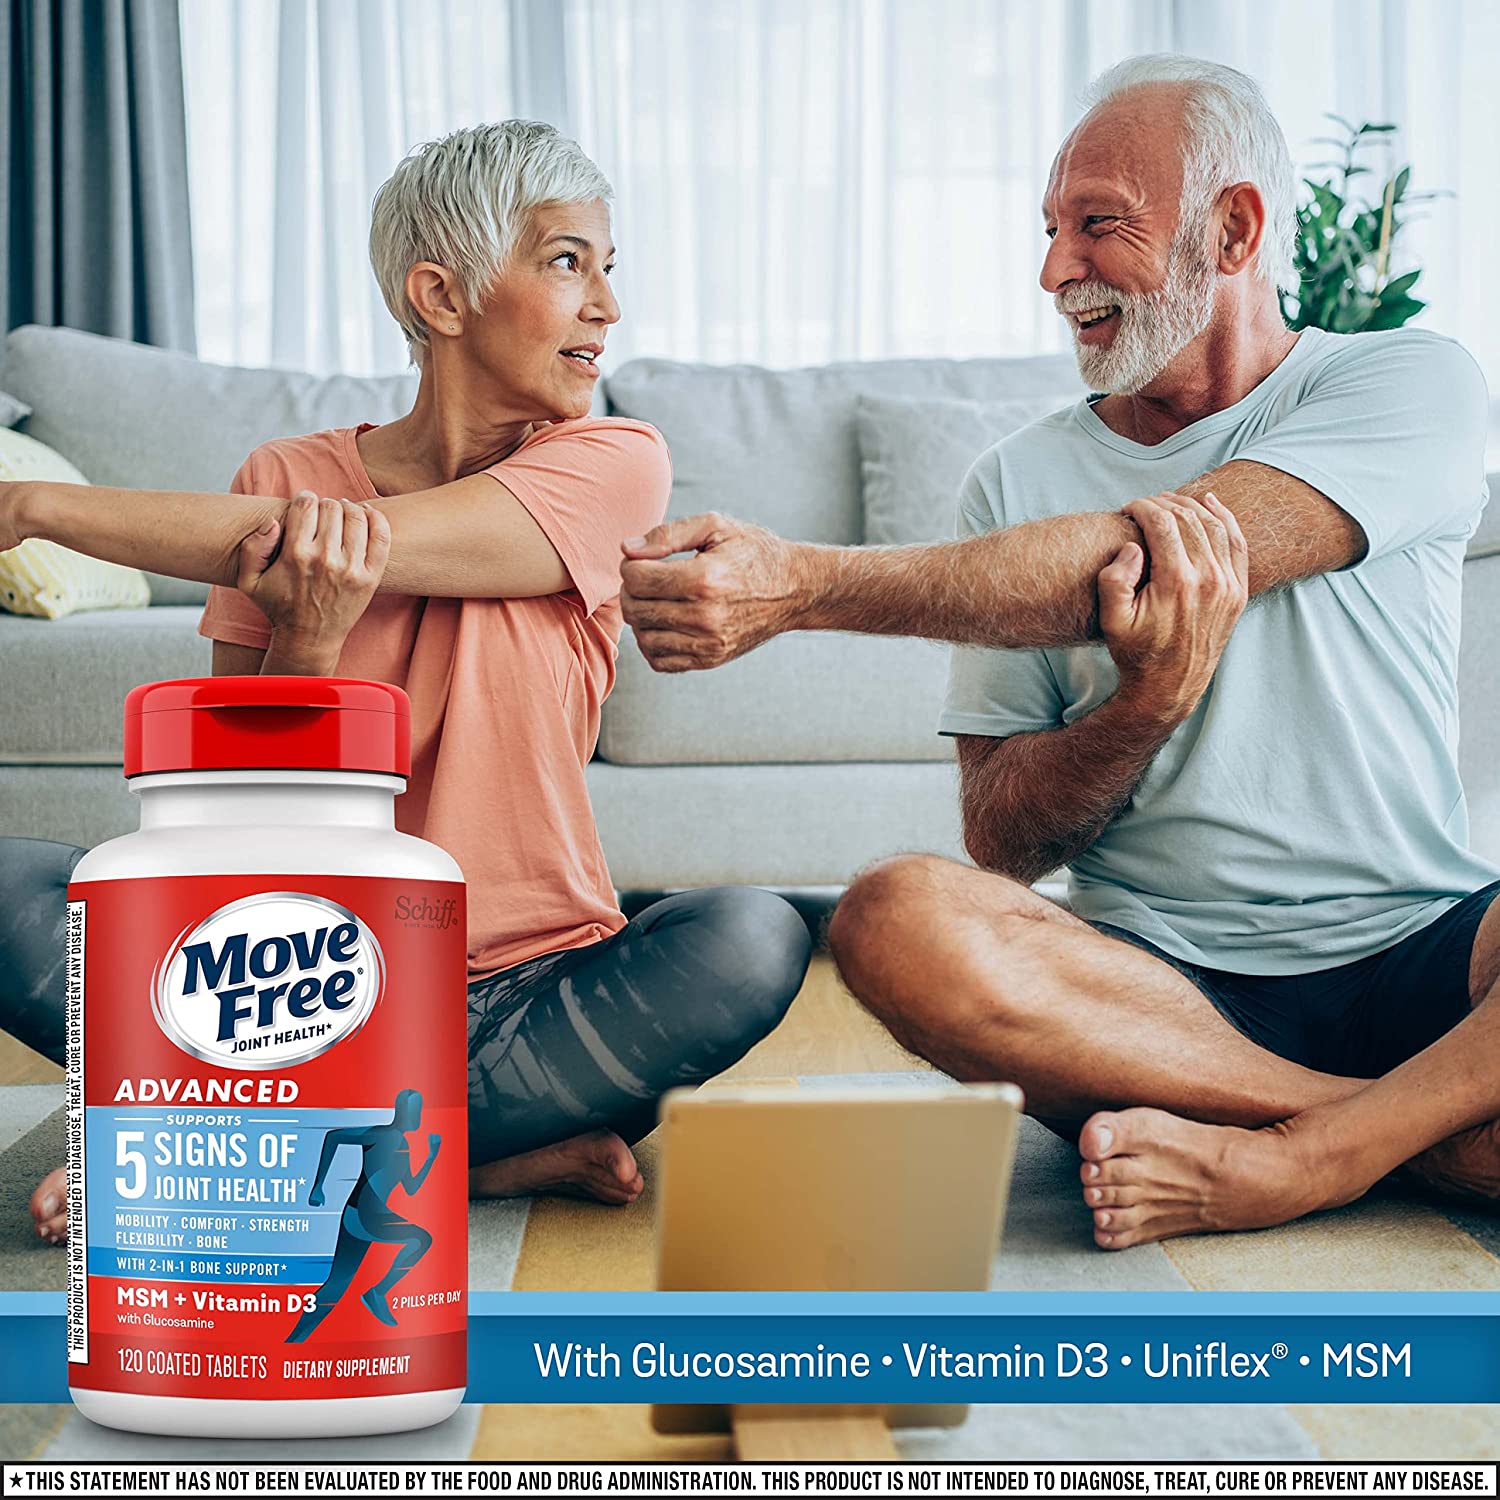 Schiff
SINCE 1936
Move
Free®
JOINT HEALTH*
ADVANCED
SUPPORTS
5 SIGNS OF
JOINT HEALTH*
MOBILITY · COMFORT · STRENGTH
FLEXIBILITY · BONE
WITH 2-IN-1 BONE SUPPORT*
MSM + Vitamin D3
with Glucosamine
2 PILLS PER DAY
120 COATED TABLETS
DIETARY SUPPLEMENT
THIS PRODUCT IS NOT INTENDED TO DIAGNOSE, TREAT, CURE OR PREVENT ANY DISEASE.
With Glucosamine • Vitamin D3 • Uniflex® • MSM
★THIS STATEMENT HAS NOT BEEN EVALUATED BY THE FOOD AND DRUG ADMINISTRATION. THIS PRODUCT IS NOT INTENDED TO DIAGNOSE, TREAT, CURE OR PREVENT ANY DISEASE.